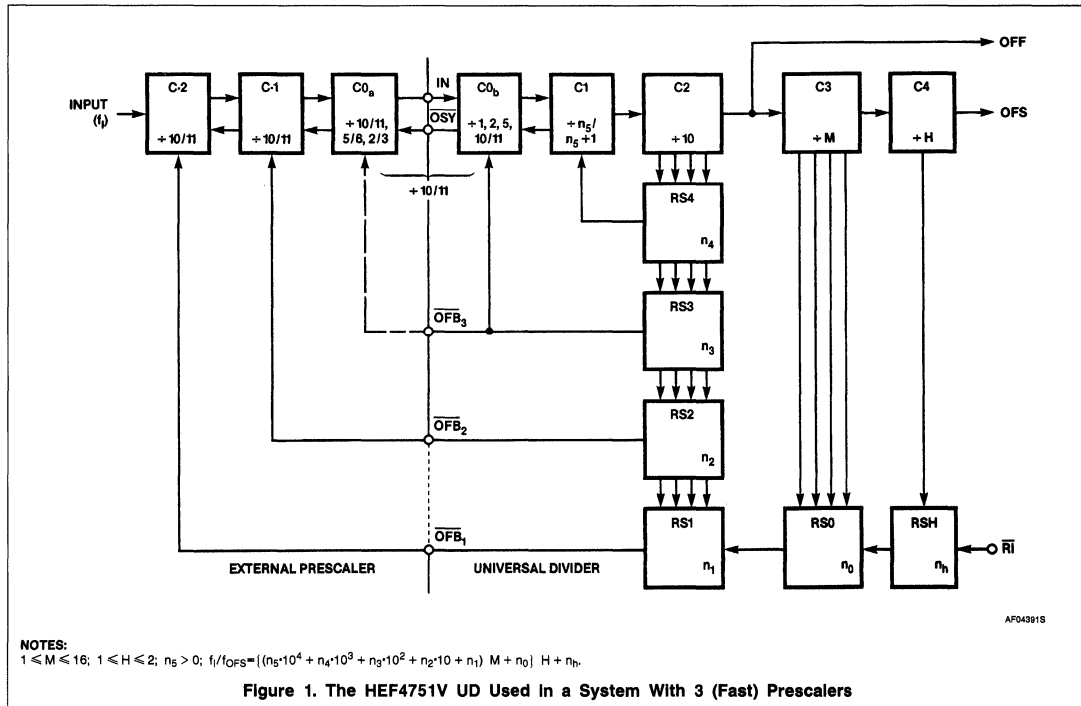 OFF
C-2
÷ 10/11
C-1
÷ 10/11
C0a
÷ 10/11,
5/6, 2/3
IN
OSY
C0b
÷ 1, 2, 5,
10/11
C1
÷ n5/
n5 +1
C2
÷ 10
C3
÷ M
C4
÷ H
OFS
INPUT
(fI)
÷ 10/11
RS4
n4
OFB3
RS3
n3
OFB2
RS2
n2
OFB1
RS1
n1
RS0
n0
RSH
nh
RI
EXTERNAL PRESCALER
UNIVERSAL DIVIDER
AF04391S
NOTES:
1 ≤ M ≤ 16; 1 ≤ H ≤ 2; n5 > 0; fI/fOFS={(n5·10⁴ + n4·10³ + n3·10² + n2·10 + n1) M + n0} H + nh.
Figure 1. The HEF4751V UD Used in a System With 3 (Fast) Prescalers